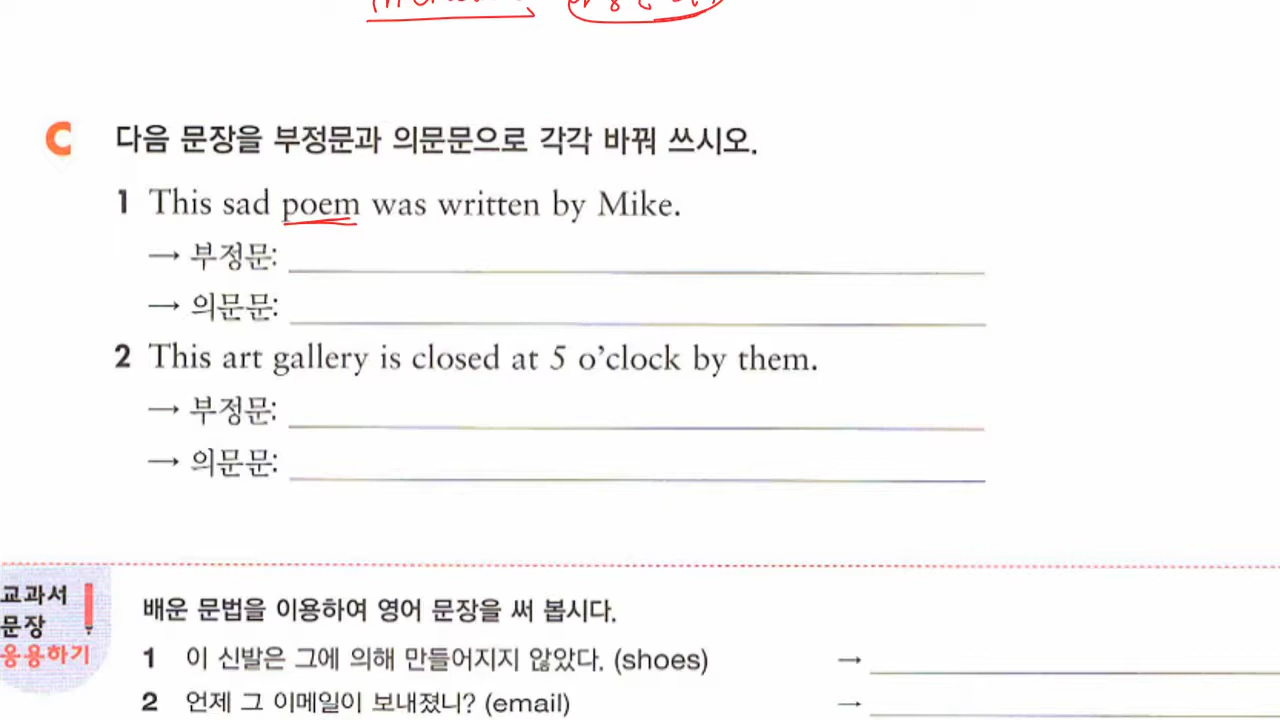 C 다음 문장을 부정문과 의문문으로 각각 바꿔 쓰시오.
1 This sad poem was written by Mike.
→ 부정문:
→ 의문문:
2 This art gallery is closed at 5 o'clock by them.
→ 부정문:
→ 의문문:
교과서
문장
응용하기
배운 문법을 이용하여 영어 문장을 써 봅시다.
1 이 신발은 그에 의해 만들어지지 않았다. (shoes) →
2 언제 그 이메일이 보내졌니? (email) →